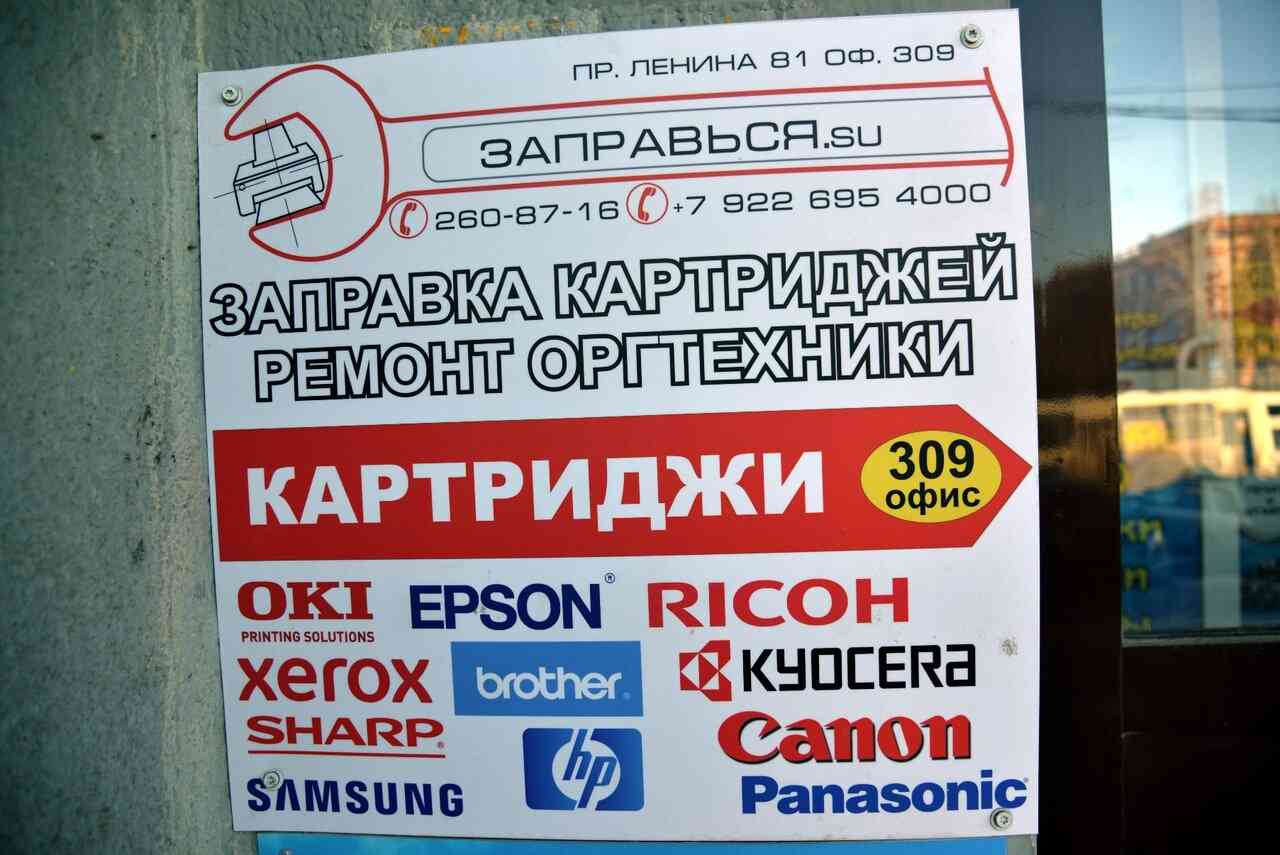 ПР. ЛЕНИНА 81 ОФ. 309
ЗАПРАВЬСЯ.su
260-87-16 +7 922 695 4000
ЗАПРАВКА КАРТРИДЖЕЙ
РЕМОНТ ОРГТЕХНИКИ
КАРТРИДЖИ 309 офис
OKI EPSON® RICOH
PRINTING SOLUTIONS
xerox brother® KYOCERA
SHARP® hp Canon
SAMSUNG Panasonic